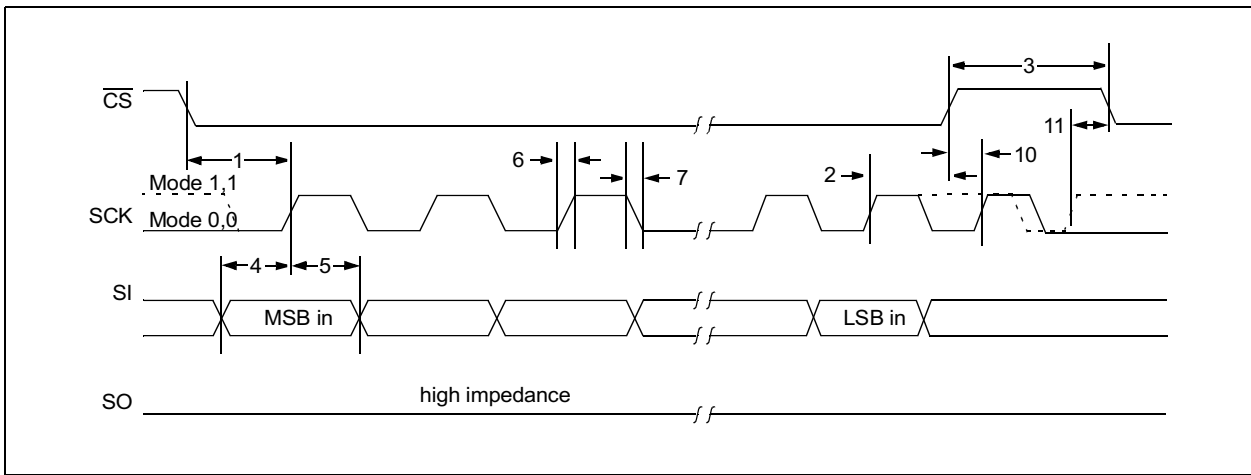 3
CS
11
1
6
7
2
10
Mode 1,1
SCK
Mode 0,0
4
5
SI
MSB in
LSB in
high impedance
SO